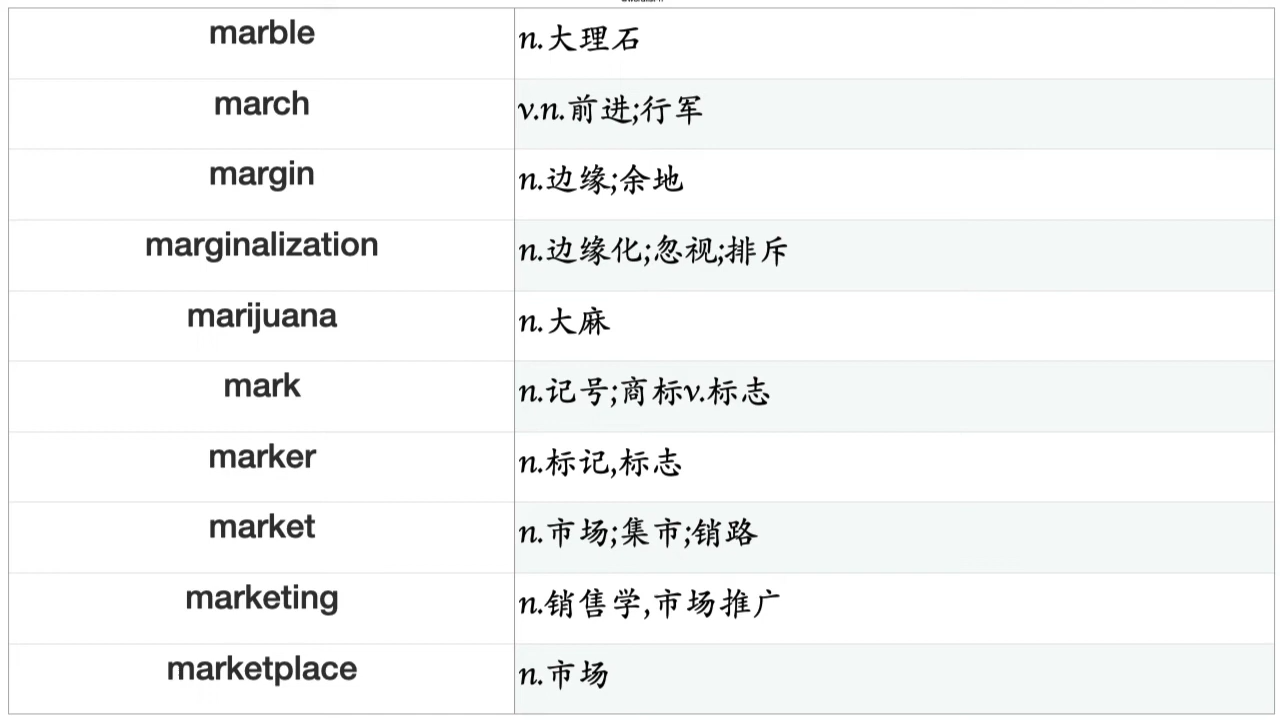 marble n.大理石
march v.n.前进;行军
margin n.边缘;余地
marginalization n.边缘化;忽视;排斥
marijuana n.大麻
mark n.记号;商标v.标志
marker n.标记,标志
market n.市场;集市;销路
marketing n.销售学,市场推广
marketplace n.市场